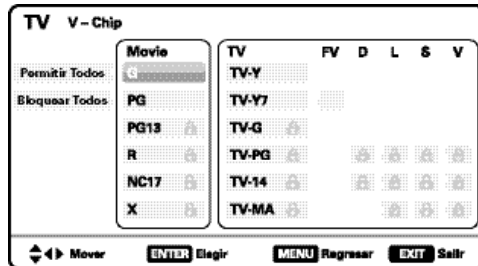 TV V-Chip
Movie TV FV D L S V
Permitir Todos G TV-Y
Bloquear Todos PG TV-Y7
PG13 TV-G
R TV-PG
NC17 TV-14
X TV-MA
Mover ENTER Elegir MENU Regresar EXIT Salir